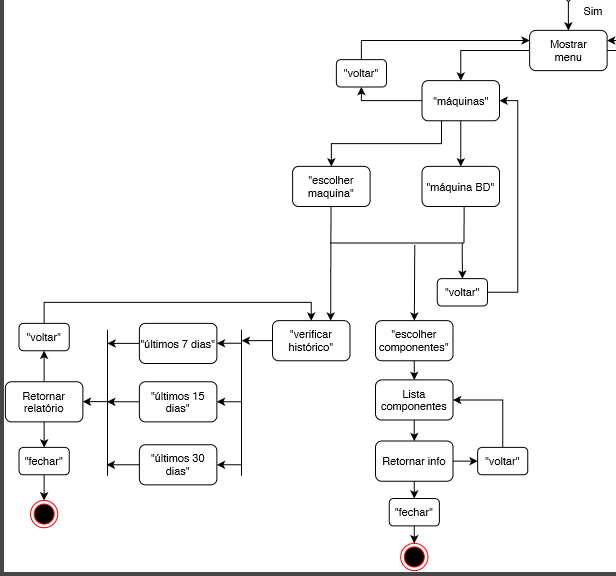 Sim
Mostrar
menu
"voltar"
"máquinas"
"escolher
maquina"
"máquina BD"
"voltar"
"voltar"
"últimos 7 dias"
"verificar
histórico"
"escolher
componentes"
Retornar
relatório
"últimos 15
dias"
Lista
componentes
"fechar"
"últimos 30
dias"
Retornar info
"voltar"
"fechar"